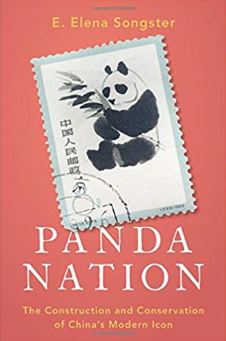 E. Elena Songster
中国人民邮政
PANDA
NATION
The Construction and Conservation
of China's Modern Icon